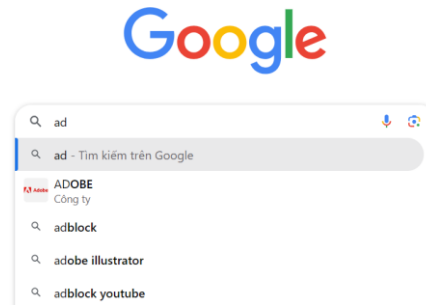 Google
ad
ad - Tìm kiếm trên Google
Adobe
ADOBE
Công ty
adblock
adobe illustrator
adblock youtube